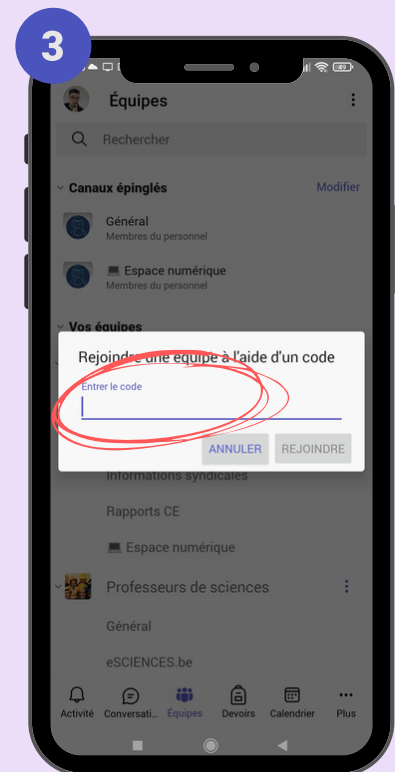 3
49
Équipes
Rechercher
Canaux épinglés
Modifier
Général
Membres du personnel
Espace numérique
Membres du personnel
Vos équipes
Rejoindre une équipe à l'aide d'un code
Entrer le code
ANNULER
REJOINDRE
Informations syndicales
Rapports CE
Espace numérique
Professeurs de sciences
Général
eSCIENCES.be
Activité
Conversati...
Équipes
Devoirs
Calendrier
Plus